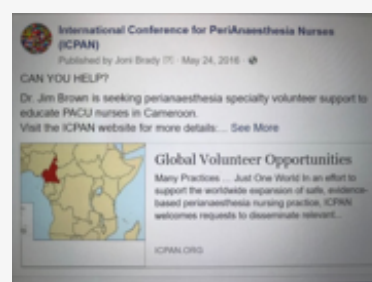 International Conference for PeriAnaesthesia Nurses
(ICPAN)
Published by Joni Brady [?] · May 24, 2016 ·
CAN YOU HELP?
Dr. Jim Brown is seeking perianaesthesia specialty volunteer support to
educate PACU nurses in Cameroon.
Visit the ICPAN website for more details:... See More
Global Volunteer Opportunities
Many Practices ... Just One World In an effort to
support the worldwide expansion of safe, evidence-
based perianaesthesia nursing practice, ICPAN
welcomes requests to disseminate relevant...
ICPAN.ORG